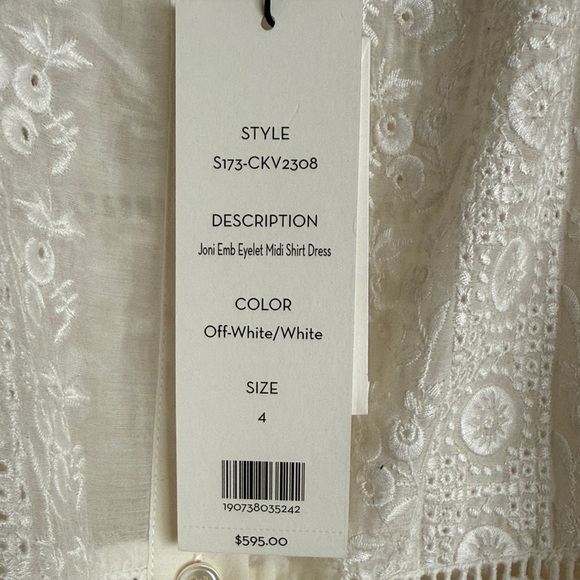 STYLE
S173-CKV2308
DESCRIPTION
Joni Emb Eyelet Midi Shirt Dress
COLOR
Off-White/White
SIZE
4
190738035242
$595.00